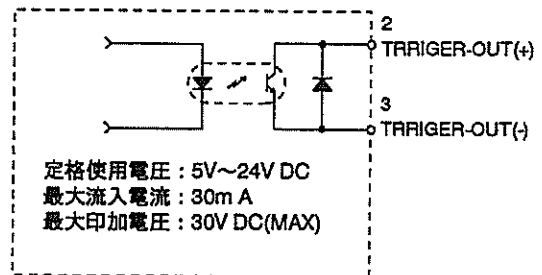 2
TRRIGER-OUT(+)
3
TRRIGER-OUT(-)
定格使用電圧：5V～24V DC
最大流入電流：30m A
最大印加電圧：30V DC(MAX)